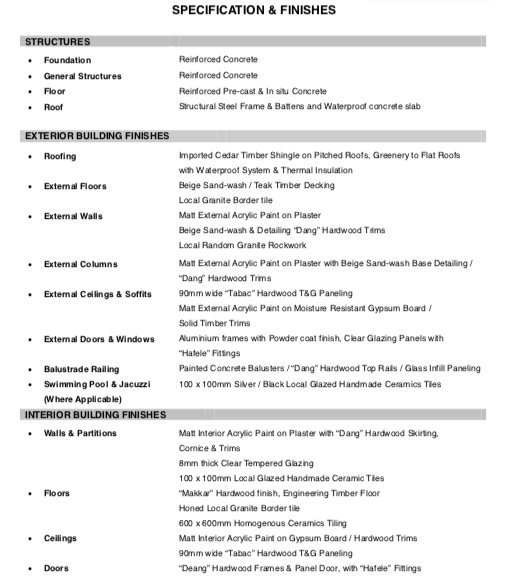 SPECIFICATION & FINISHES
STRUCTURES
• Foundation Reinforced Concrete
• General Structures Reinforced Concrete
• Floor Reinforced Pre-cast & In situ Concrete
• Roof Structural Steel Frame & Battens and Waterproof concrete slab
EXTERIOR BUILDING FINISHES
• Roofing Imported Cedar Timber Shingle on Pitched Roofs, Greenery to Flat Roofs
with Waterproof System & Thermal Insulation
• External Floors Beige Sand-wash / Teak Timber Decking
Local Granite Border tile
• External Walls Matt External Acrylic Paint on Plaster
Beige Sand-wash & Detailing “Dang” Hardwood Trims
Local Random Granite Rockwork
• External Columns Matt External Acrylic Paint on Plaster with Beige Sand-wash Base Detailing /
“Dang” Hardwood Trims
• External Ceilings & Soffits 90mm wide “Tabac” Hardwood T&G Paneling
Matt External Acrylic Paint on Moisture Resistant Gypsum Board /
Solid Timber Trims
• External Doors & Windows Aluminium frames with Powder coat finish, Clear Glazing Panels with
“Hafele” Fittings
• Balustrade Railing Painted Concrete Balusters / “Dang” Hardwood Top Rails / Glass Infill Paneling
• Swimming Pool & Jacuzzi 100 x 100mm Silver / Black Local Glazed Handmade Ceramics Tiles
(Where Applicable)
INTERIOR BUILDING FINISHES
• Walls & Partitions Matt Interior Acrylic Paint on Plaster with “Dang” Hardwood Skirting,
Cornice & Trims
8mm thick Clear Tempered Glazing
100 x 100mm Local Glazed Handmade Ceramic Tiles
• Floors “Makkar” Hardwood finish, Engineering Timber Floor
Honed Local Granite Border tile
600 x 600mm Homogenous Ceramics Tiling
• Ceilings Matt Interior Acrylic Paint on Gypsum Board / Hardwood Trims
90mm wide “Tabac” Hardwood T&G Paneling
• Doors “Deang” Hardwood Frames & Panel Door, with “Hafele” Fittings